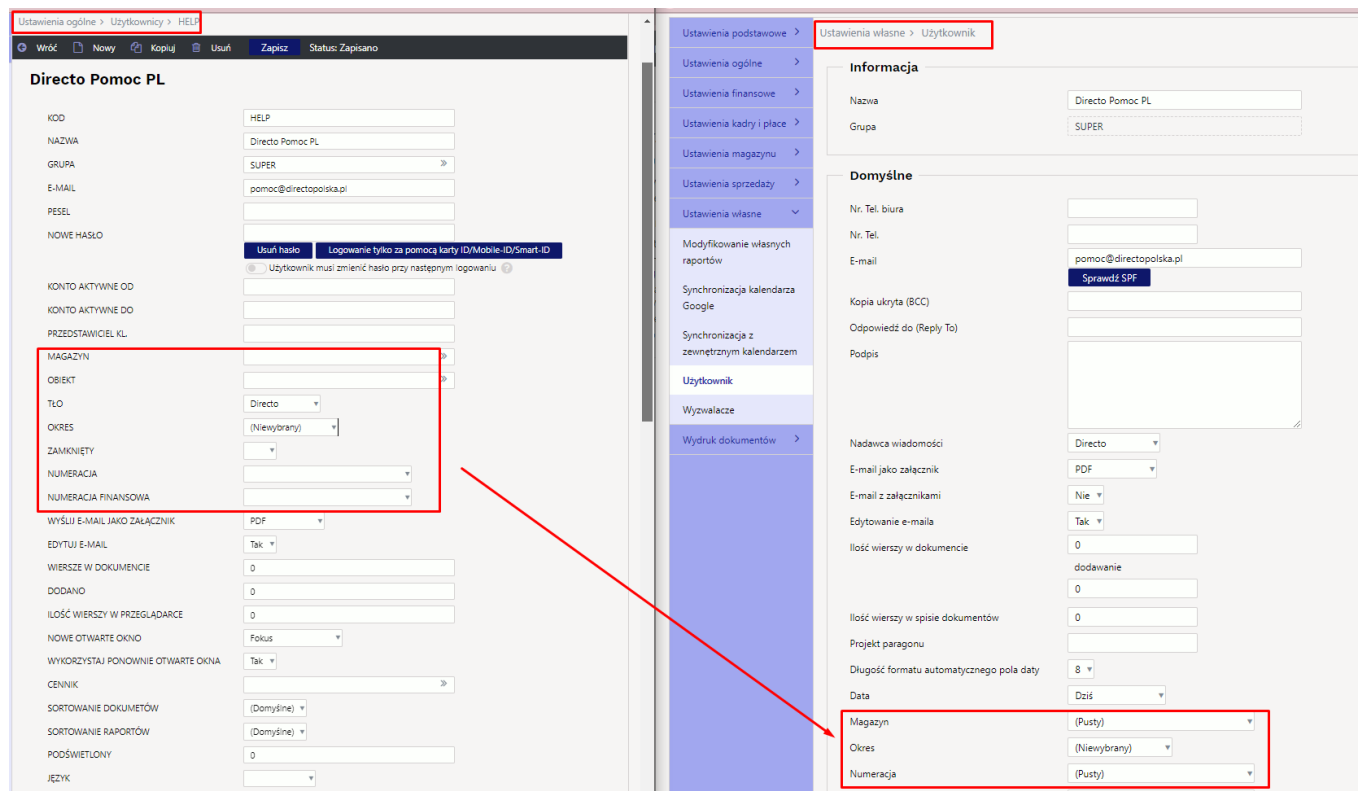 Ustawienia ogólne > Użytkownicy > HELP
Wróć Nowy Kopiuj Usuń Zapisz Status: Zapisano
Directo Pomoc PL
KOD HELP
NAZWA Directo Pomoc PL
GRUPA SUPER
E-MAIL pomoc@directopolska.pl
PESEL
NOWE HASŁO
Usuń hasło Logowanie tylko za pomocą karty ID/Mobile-ID/Smart-ID
Użytkownik musi zmienić hasło przy następnym logowaniu ?
KONTO AKTYWNE OD
KONTO AKTYWNE DO
PRZEDSTAWICIEL KL.
MAGAZYN
OBIEKT
TŁO Directo
OKRES (Niewybrany)
ZAMKNIĘTY
NUMERACJA
NUMERACJA FINANSOWA
WYŚLIJ E-MAIL JAKO ZAŁĄCZNIK PDF
EDYTUJ E-MAIL Tak
WIERSZE W DOKUMENCIE 0
DODANO 0
ILOŚĆ WIERSZY W PRZEGLĄDARCE 0
NOWE OTWARTE OKNO Fokus
WYKORZYSTAJ PONOWNIE OTWARTE OKNA Tak
CENNIK
SORTOWANIE DOKUMETÓW (Domyślne)
SORTOWANIE RAPORTÓW (Domyślne)
PODŚWIETLONY 0
JĘZYK
Ustawienia podstawowe >
Ustawienia ogólne >
Ustawienia finansowe >
Ustawienia kadry i płace >
Ustawienia magazynu >
Ustawienia sprzedaży >
Ustawienia własne
Modyfikowanie własnych
raportów
Synchronizacja kalendarza
Google
Synchronizacja z
zewnętrznym kalendarzem
Użytkownik
Wyzwalacze
Wydruk dokumentów >
Ustawienia własne > Użytkownik
Informacja
Nazwa Directo Pomoc PL
Grupa SUPER
Domyślne
Nr. Tel. biura
Nr. Tel.
E-mail pomoc@directopolska.pl
Sprawdź SPF
Kopia ukryta (BCC)
Odpowiedź do (Reply To)
Podpis
Nadawca wiadomości Directo
E-mail jako załącznik PDF
E-mail z załącznikami Nie
Edytowanie e-maila Tak
Ilość wierszy w dokumencie 0
dodawanie
0
Ilość wierszy w spisie dokumentów 0
Projekt paragonu
Długość formatu automatycznego pola daty 8
Data Dziś
Magazyn (Pusty)
Okres (Niewybrany)
Numeracja (Pusty)